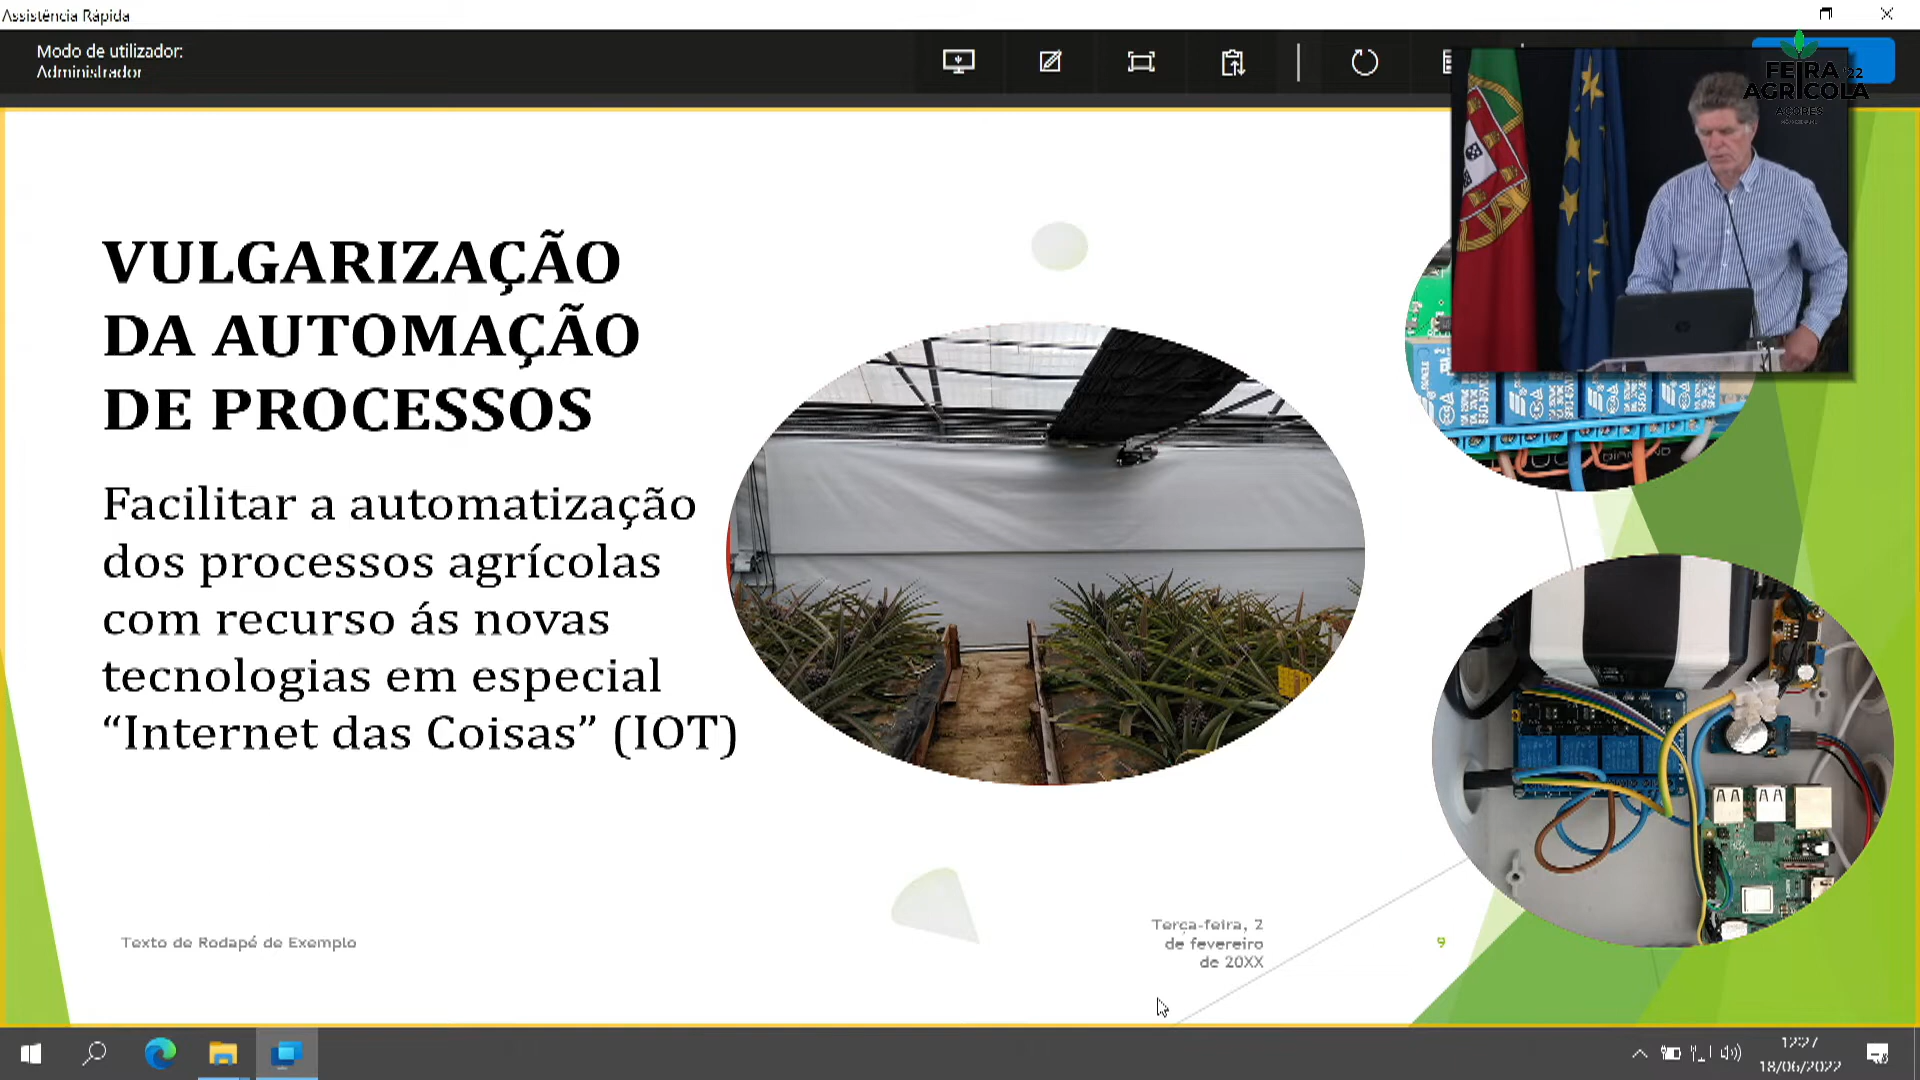 Assistência Rápida
Modo de utilizador:
Administrador
FEIRA '22
AGRÍCOLA
AÇORES
VULGARIZAÇÃO
DA AUTOMAÇÃO
DE PROCESSOS
Facilitar a automatização
dos processos agrícolas
com recurso ás novas
tecnologias em especial
“Internet das Coisas” (IOT)
Texto de Rodapé de Exemplo
Terça-feira, 2
de fevereiro
de 20XX
9
12:27
18/06/2022